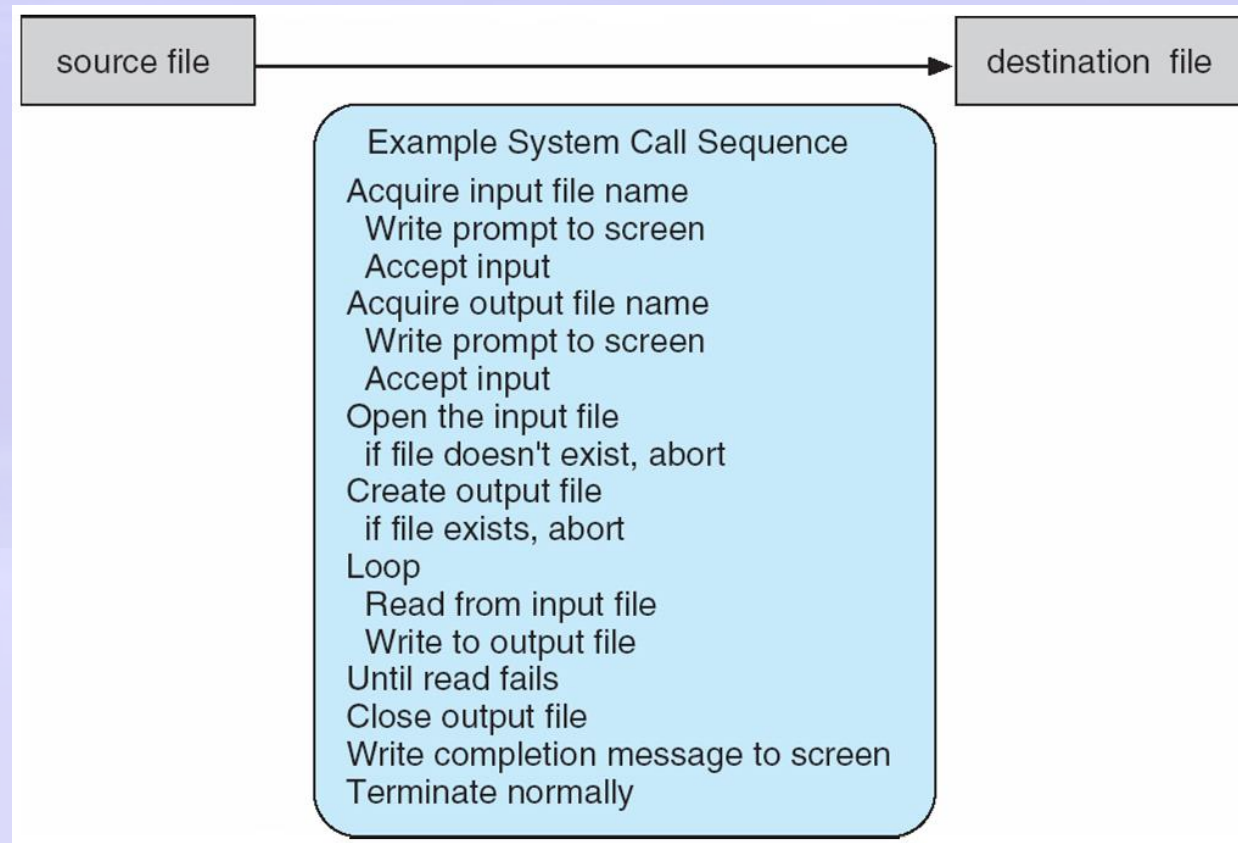 source file
destination file
Example System Call Sequence
Acquire input file name
Write prompt to screen
Accept input
Acquire output file name
Write prompt to screen
Accept input
Open the input file
if file doesn't exist, abort
Create output file
if file exists, abort
Loop
Read from input file
Write to output file
Until read fails
Close output file
Write completion message to screen
Terminate normally